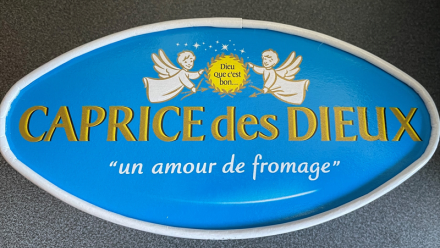 Dieu
que c'est
bon...
CAPRICE des DIEUX
"un amour de fromage"